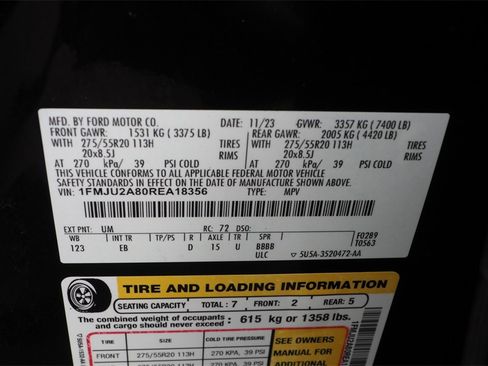 MFD. BY FORD MOTOR CO.
11/23 GVWR: 3357 KG ( 7400 LB)
FRONT GAWR: 1531 KG ( 3375 LB) REAR GAWR: 2005 KG ( 4420 LB)
WITH 275/55R20 113H TIRES WITH 275/55R20 113H TIRES
20x8.5J RIMS 20x8.5J RIMS
AT 270 kPa/ 39 PSI COLD AT 270 kPa/ 39 PSI COLD
THIS VEHICLE CONFORMS TO ALL APPLICABLE FEDERAL MOTOR VEHICLE
SAFETY STANDARDS IN EFFECT ON THE DATE OF MANUFACTURE SHOWN ABOVE.
VIN: 1FMJU2A80REA18356 TYPE: MPV
EXT PNT: UM RC: 72 DSO:
WB INT TR TP/PS R AXLE TR SPR
123 EB D 15 U BBBB
ULC
F0289
T0563
5U5A-3520472-AA
TIRE AND LOADING INFORMATION
SEATING CAPACITY TOTAL : 7 FRONT: 2 REAR: 5
The combined weight of occupants
and cargo should never exceed: 615 kg or 1358 lbs.
TIRE SIZE COLD TIRE PRESSURE
FRONT 275/55R20 113H 270 KPA, 39 PSI
SEE OWNERS
MANUAL FOR
ADDITIONAL